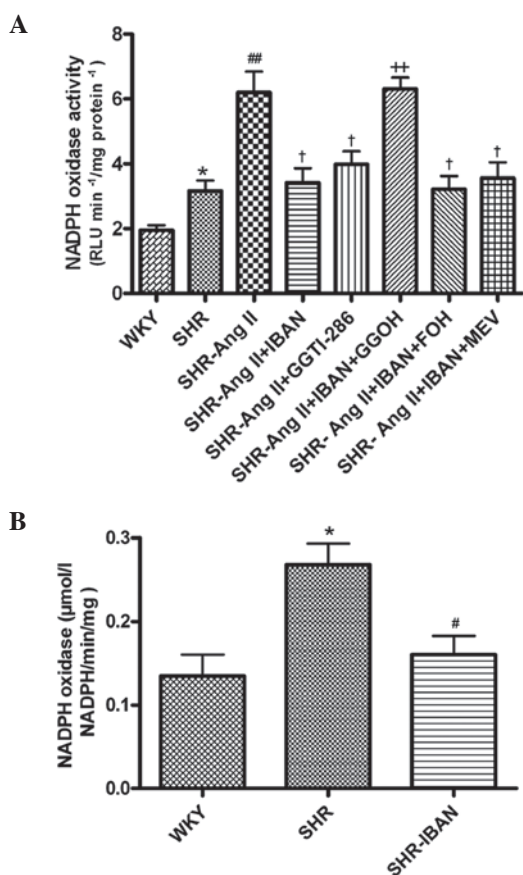 A
NADPH oxidase activity
(RLU min ⁻¹/mg protein ⁻¹)
8
6
4
2
0
*
##
†
†
‡‡
†
†
WKY
SHR
SHR-Ang II
SHR-Ang II+IBAN
SHR-Ang II+GGTI-286
SHR-Ang II+IBAN+GGOH
SHR- Ang II+IBAN+FOH
SHR- Ang II+IBAN+MEV
B
NADPH oxidase (µmol/l
NADPH/min/mg)
0.3
0.2
0.1
0.0
*
#
WKY
SHR
SHR-IBAN